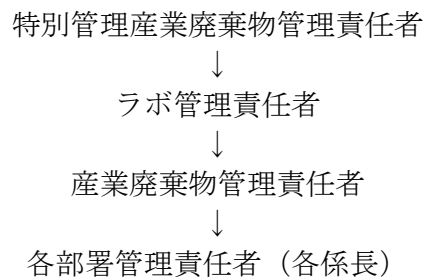 特別管理産業廃棄物管理責任者
↓
ラボ管理責任者
↓
産業廃棄物管理責任者
↓
各部署管理責任者（各係長）